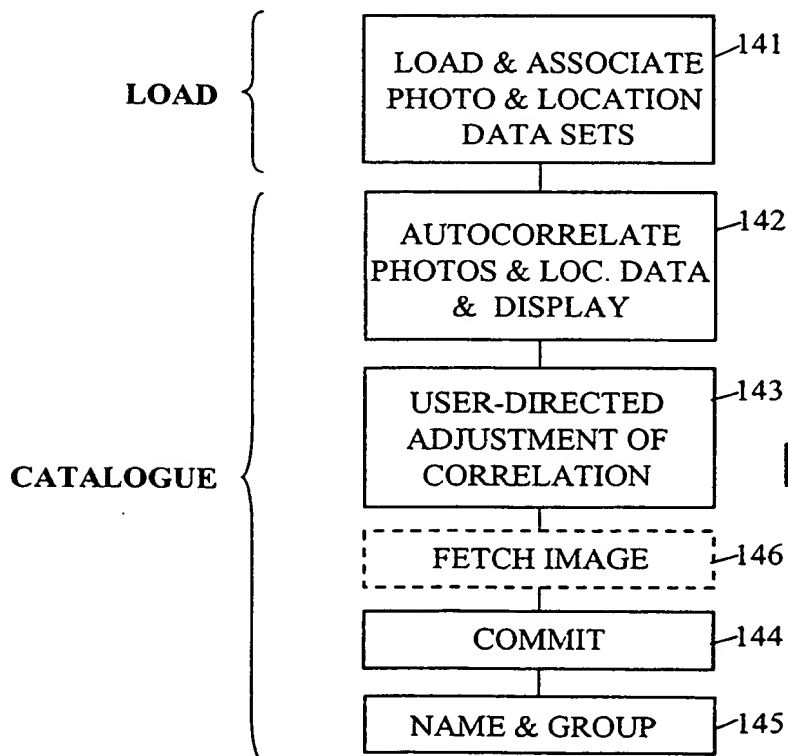 LOAD
LOAD & ASSOCIATE
PHOTO & LOCATION
DATA SETS
141
CATALOGUE
AUTOCORRELATE
PHOTOS & LOC. DATA
& DISPLAY
142
USER-DIRECTED
ADJUSTMENT OF
CORRELATION
143
FETCH IMAGE
146
COMMIT
144
NAME & GROUP
145